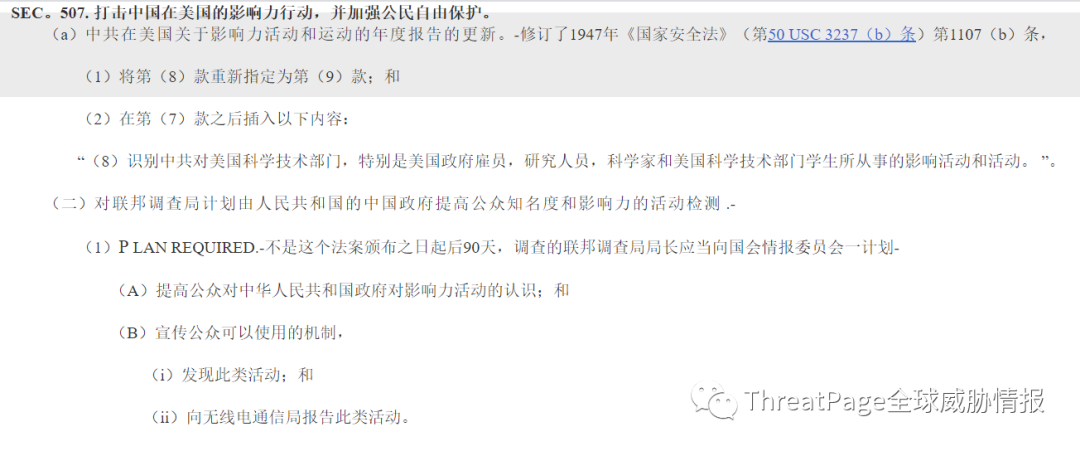 SEC。507. 打击中国在美国的影响力行动，并加强公民自由保护。
（a）中共在美国关于影响力活动和运动的年度报告的更新。-修订了1947年《国家安全法》（第50 USC 3237（b）条）第1107（b）条，
（1）将第（8）款重新指定为第（9）款；和
（2）在第（7）款之后插入以下内容：
“（8）识别中共对美国科学技术部门，特别是美国政府雇员，研究人员，科学家和美国科学技术部门学生所从事的影响活动和活动。 ”。
（二）对联邦调查局计划由人民共和国的中国政府提高公众知名度和影响力的活动检测 .-
（1）P LAN REQUIRED.-不是这个法案颁布之日起后90天，调查的联邦调查局局长应当向国会情报委员会一计划-
（A）提高公众对中华人民共和国政府对影响力活动的认识；和
（B）宣传公众可以使用的机制，
（i）发现此类活动；和
（ii）向无线电通信局报告此类活动。
ThreatPage全球威胁情报